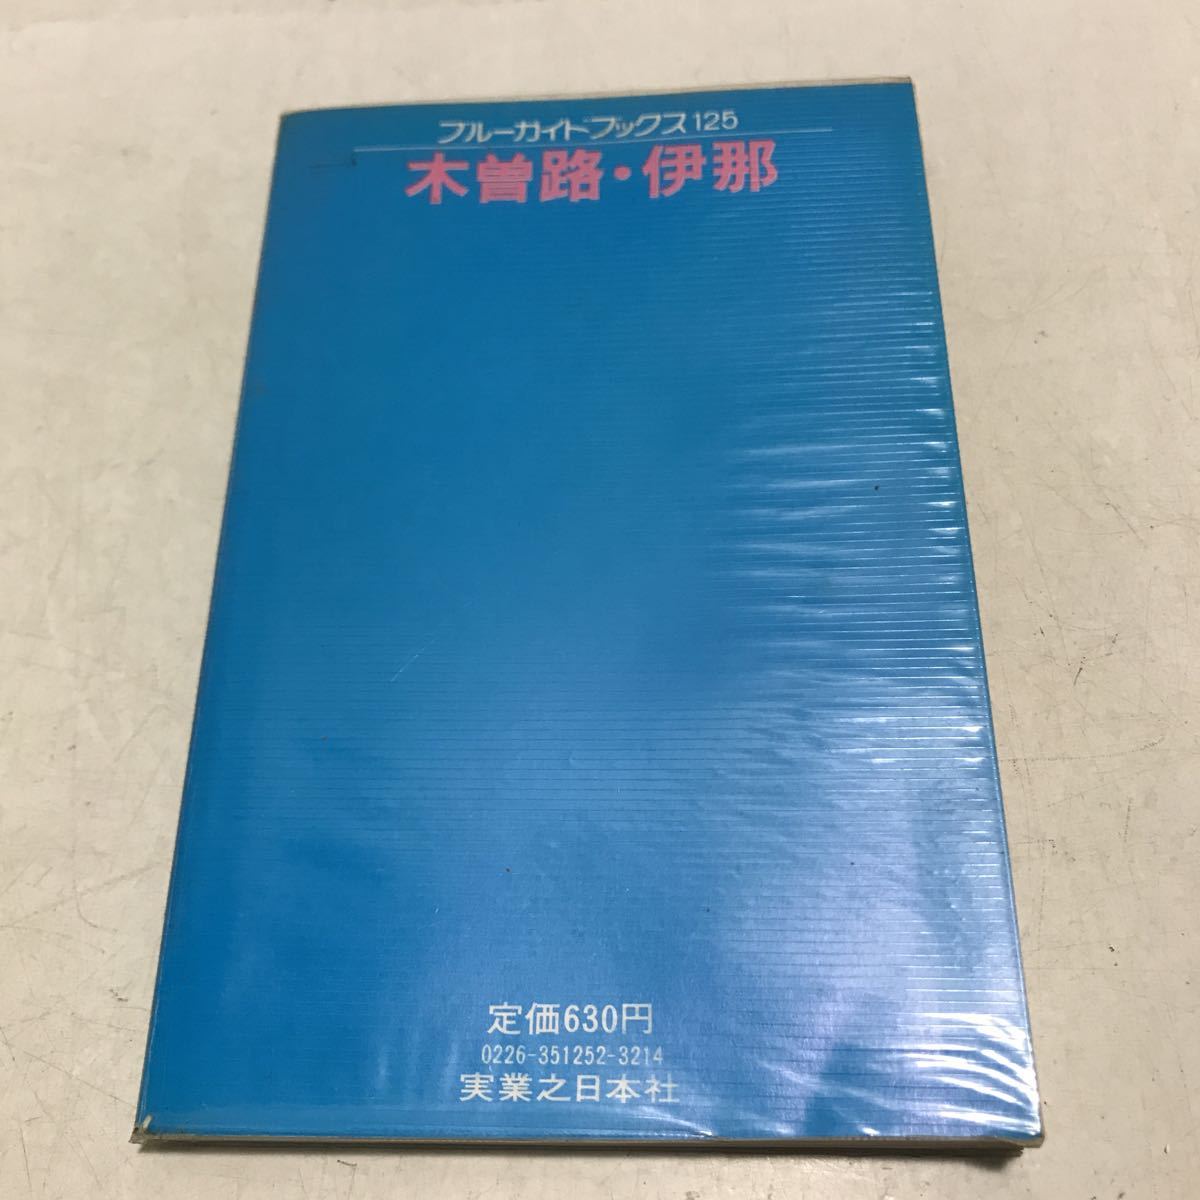 ブルーガイドブックス125
木曽路・伊那
定価630円
0226-351252-3214
実業之日本社